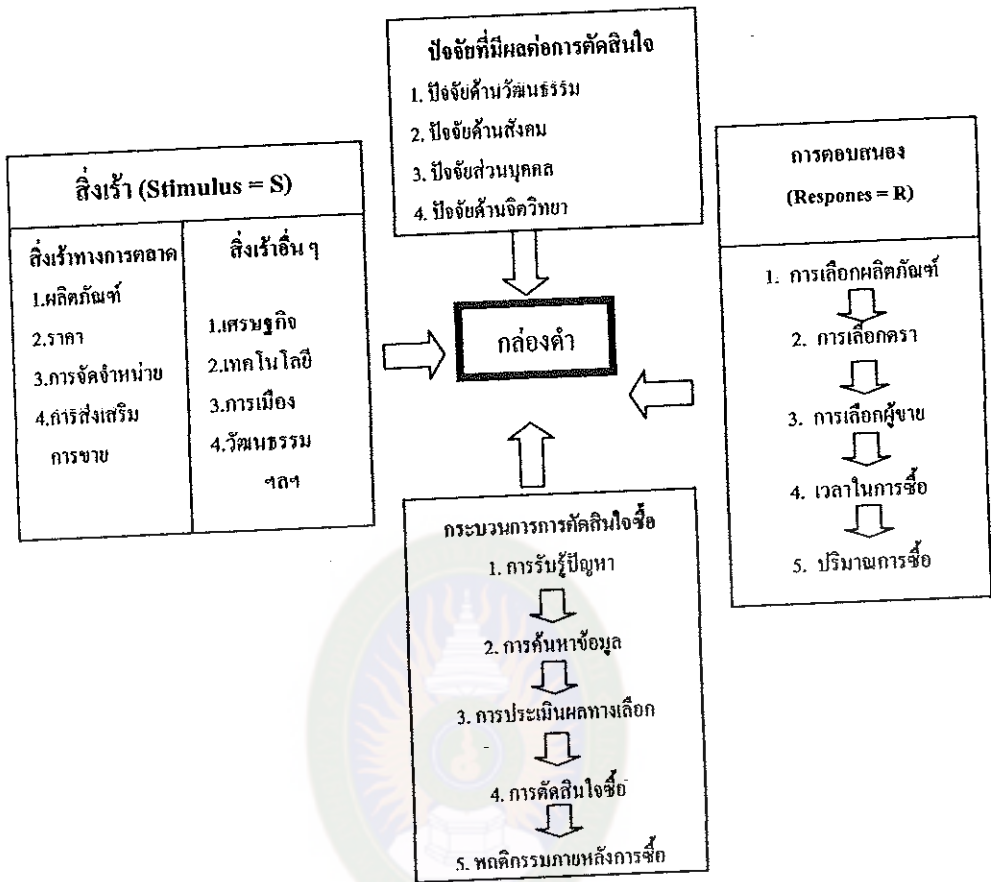 ปัจจัยที่มีผลต่อการตัดสินใจ
1. ปัจจัยด้านวัฒนธรรม
2. ปัจจัยด้านสังคม
3. ปัจจัยส่วนบุคคล
4. ปัจจัยด้านจิตวิทยา
สิ่งเร้า (Stimulus = S)
สิ่งเร้าทางการตลาด
1.ผลิตภัณฑ์
2.ราคา
3.การจัดจำหน่าย
4.การส่งเสริม
การขาย
สิ่งเร้าอื่น ๆ
1.เศรษฐกิจ
2.เทคโนโลยี
3.การเมือง
4.วัฒนธรรม
ฯลฯ
กล่องดำ
การตอบสนอง
(Respones = R)
1. การเลือกผลิตภัณฑ์
2. การเลือกตรา
3. การเลือกผู้ขาย
4. เวลาในการซื้อ
5. ปริมาณการซื้อ
กระบวนการการตัดสินใจซื้อ
1. การรับรู้ปัญหา
2. การค้นหาข้อมูล
3. การประเมินผลทางเลือก
4. การตัดสินใจซื้อ
5. พฤติกรรมภายหลังการซื้อ